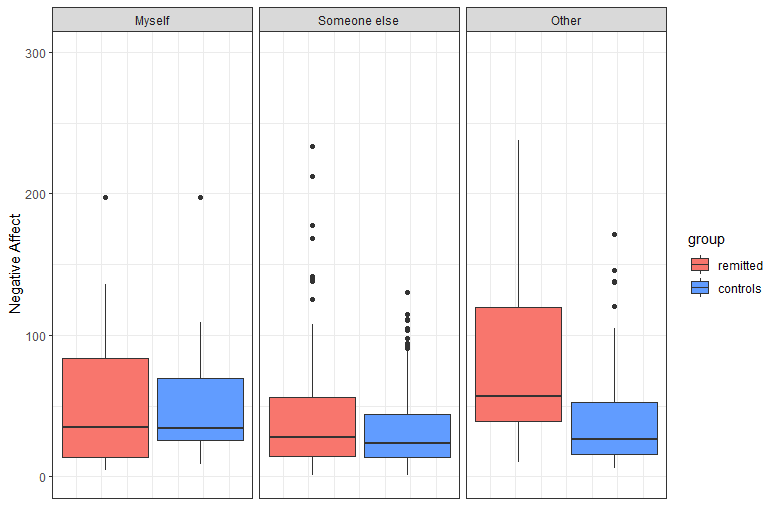 Myself
Someone else
Other
300
200
100
0
Negative Affect
group
remitted
controls